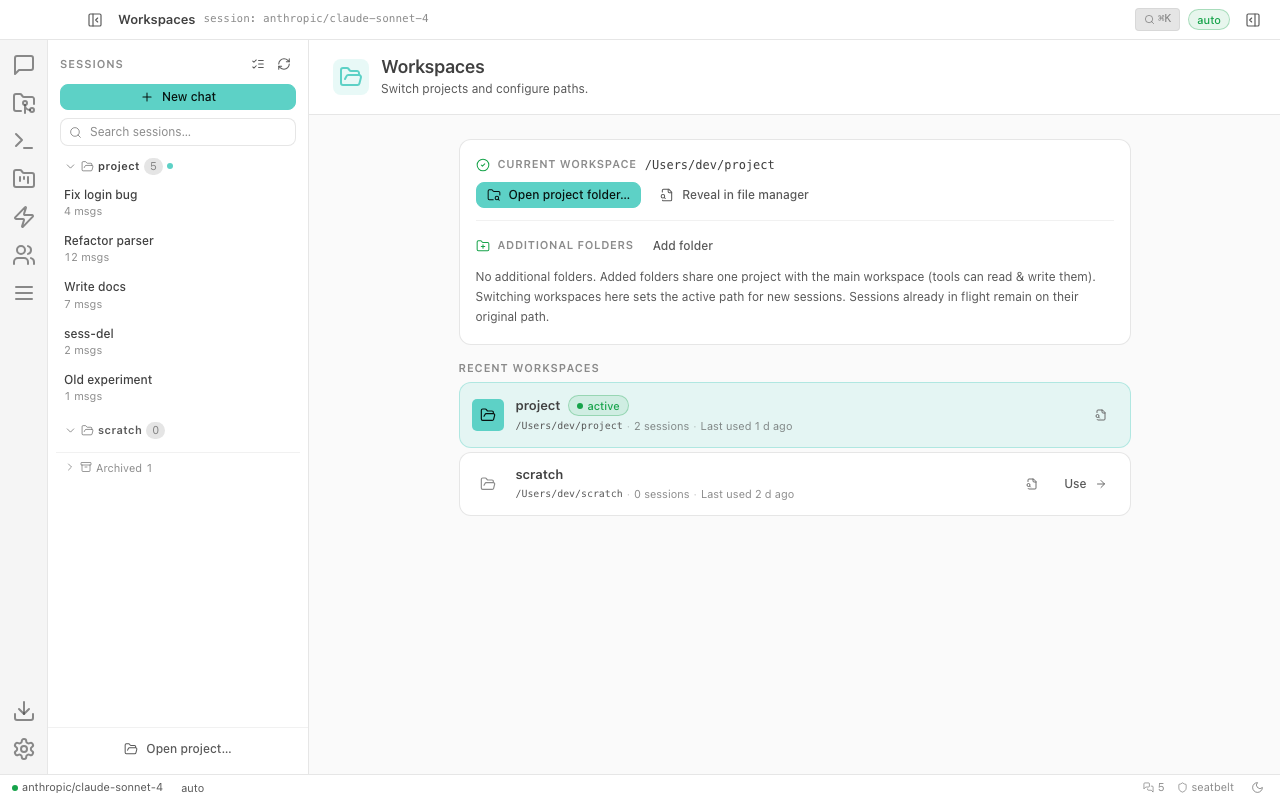 Workspaces session: anthropic/claude-sonnet-4
⌘K
auto
SESSIONS
New chat
Search sessions...
project 5
Fix login bug
4 msgs
Refactor parser
12 msgs
Write docs
7 msgs
sess-del
2 msgs
Old experiment
1 msgs
scratch 0
Archived 1
Open project...
Workspaces
Switch projects and configure paths.
CURRENT WORKSPACE /Users/dev/project
Open project folder... Reveal in file manager
ADDITIONAL FOLDERS Add folder
No additional folders. Added folders share one project with the main workspace (tools can read & write them).
Switching workspaces here sets the active path for new sessions. Sessions already in flight remain on their
original path.
RECENT WORKSPACES
project active
/Users/dev/project · 2 sessions · Last used 1 d ago
scratch
/Users/dev/scratch · 0 sessions · Last used 2 d ago
Use
anthropic/claude-sonnet-4 auto
5 seatbelt